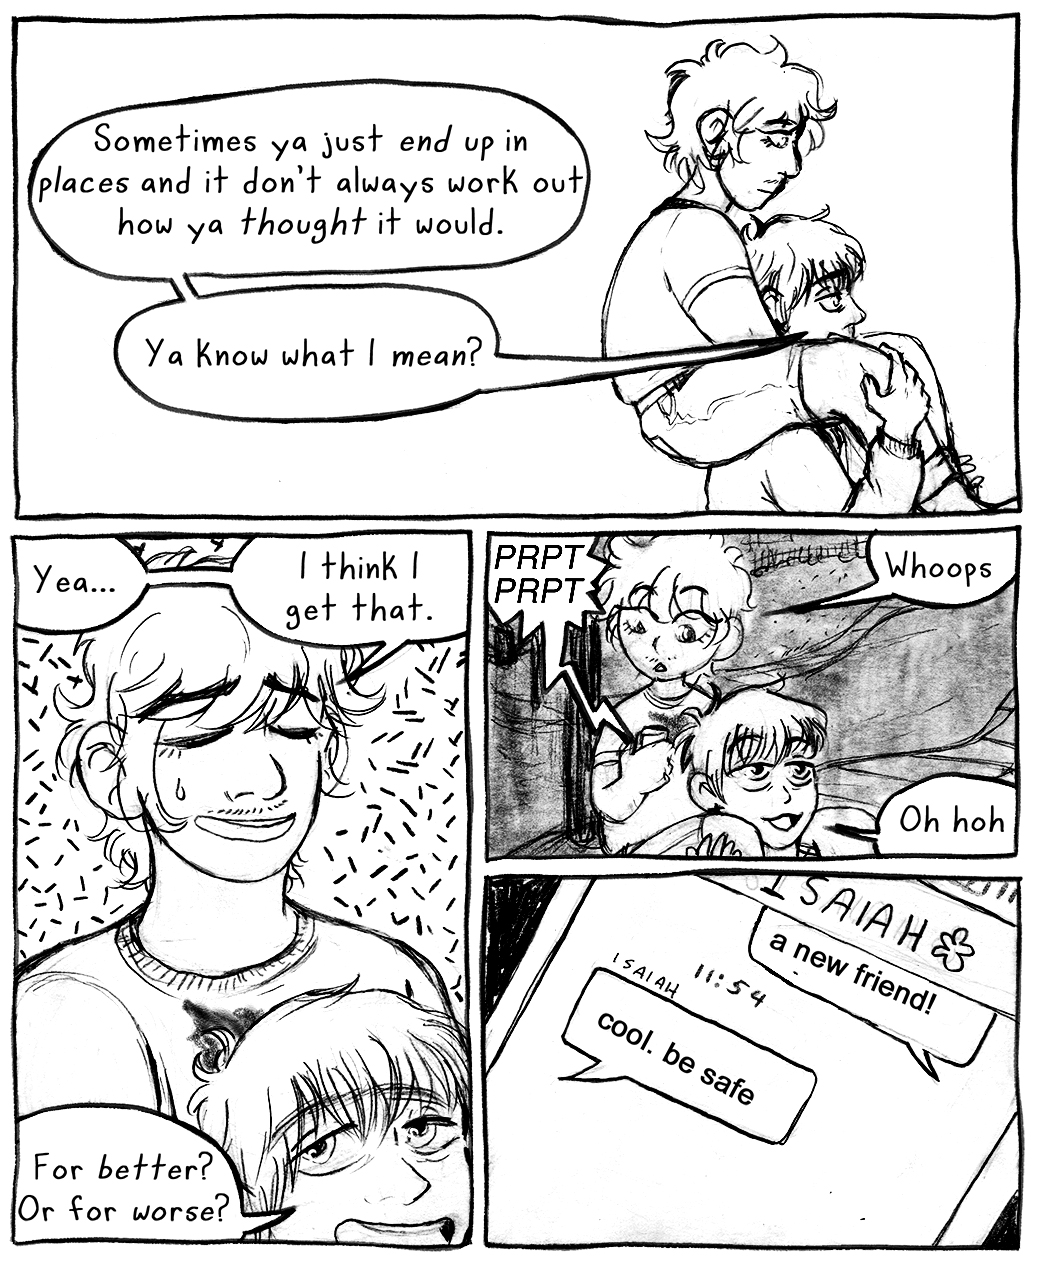 Sometimes ya just end up in
places and it don't always work out
how ya thought it would.
Ya know what I mean?
Yea...
I think I
get that.
For better?
Or for worse?
PRPT
PRPT
Whoops
Oh hoh
ISAIAH
a new friend!
11:54
ISAIAH
cool. be safe